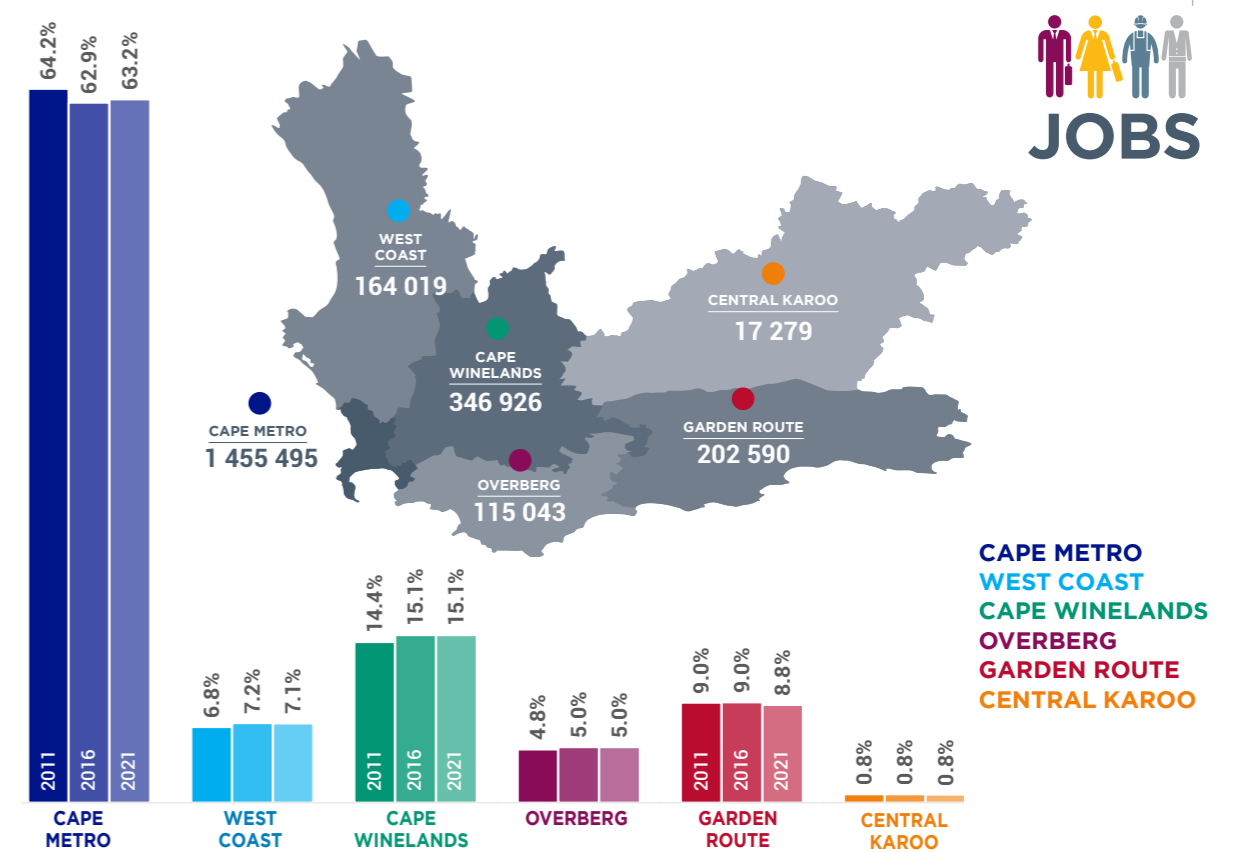 JOBS
WEST
COAST
164 019
CENTRAL KAROO
17 279
CAPE
WINELANDS
346 926
CAPE METRO
1 455 495
GARDEN ROUTE
202 590
OVERBERG
115 043
64.2%
62.9%
63.2%
2011
2016
2021
CAPE
METRO
6.8%
7.2%
7.1%
WEST
COAST
14.4%
15.1%
15.1%
2011
2016
2021
CAPE
WINELANDS
4.8%
5.0%
5.0%
OVERBERG
9.0%
9.0%
8.8%
2011
2016
2021
GARDEN
ROUTE
0.8%
0.8%
0.8%
CENTRAL
KAROO
CAPE METRO
WEST COAST
CAPE WINELANDS
OVERBERG
GARDEN ROUTE
CENTRAL KAROO